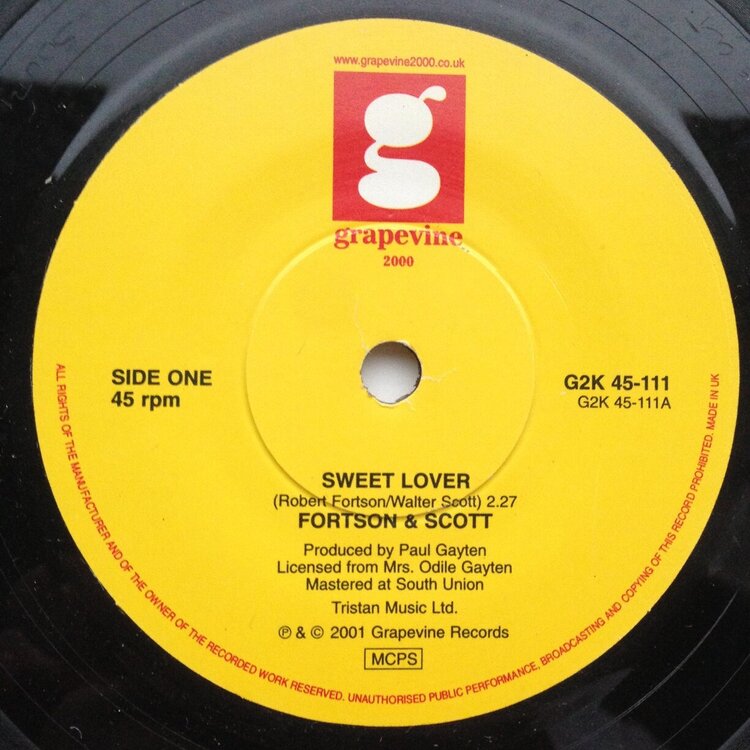 www.grapevine2000.co.uk
g
grapevine
2000
SIDE ONE
45 rpm
G2K 45-111
G2K 45-111A
SWEET LOVER
(Robert Fortson/Walter Scott) 2.27
FORTSON & SCOTT
Produced by Paul Gayten
Licensed from Mrs. Odile Gayten
Mastered at South Union
Tristan Music Ltd.
℗ & © 2001 Grapevine Records
MCPS
ALL RIGHTS OF THE MANUFACTURER AND OF THE OWNER OF THE RECORDED WORK RESERVED. UNAUTHORISED PUBLIC PERFORMANCE, BROADCASTING AND COPYING OF THIS RECORD PROHIBITED. MADE IN UK